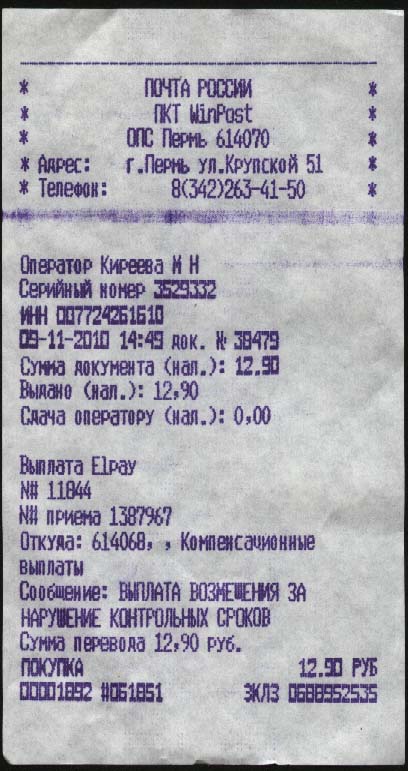 * ПОЧТА РОССИИ *
* ПКТ WinPost *
* ОПС Пермь 614070 *
* Адрес: г.Пермь ул.Крупской 51 *
* Телефон: 8(342)263-41-50 *
Оператор Киреева М Н
Серийный номер 3529332
ИНН 007724261610
09-11-2010 14:49 док. № 38479
Сумма документа (нал.): 12.90
Выдано (нал.): 12,90
Сдача оператору (нал.): 0,00
Выплата Elpay
N# 11844
N# приема 1387967
Откуда: 614068, , Компенсационные
выплаты
Сообщение: ВЫПЛАТА ВОЗМЕШЕНИЯ ЗА
НАРУШЕНИЕ КОНТРОЛЬНЫХ СРОКОВ
Сумма перевода 12,90 руб.
ПОКУПКА 12.90 РУБ
00001892 #061851 ЭКЛЗ 0688952535